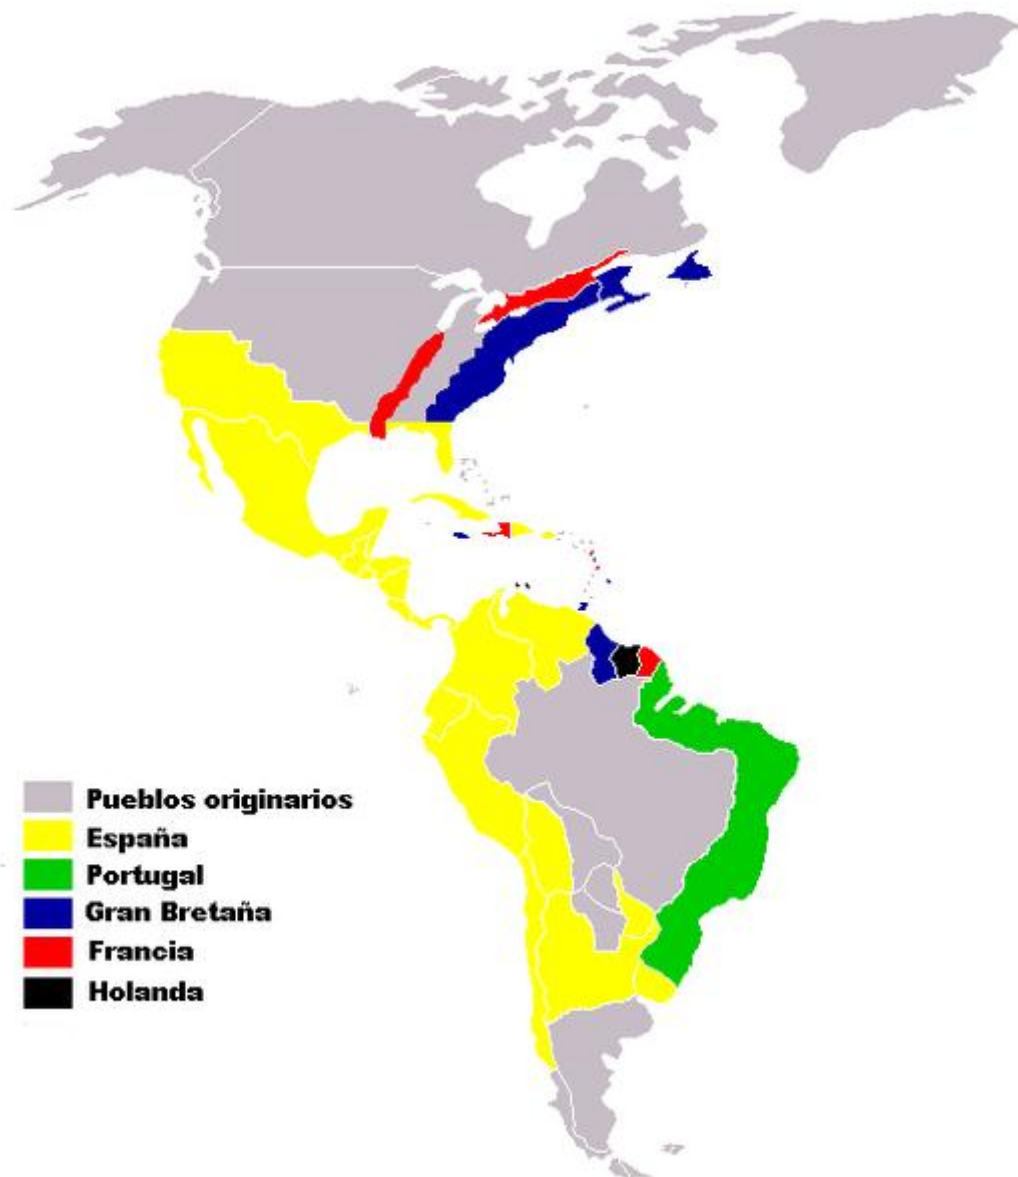 Pueblos originarios
España
Portugal
Gran Bretaña
Francia
Holanda